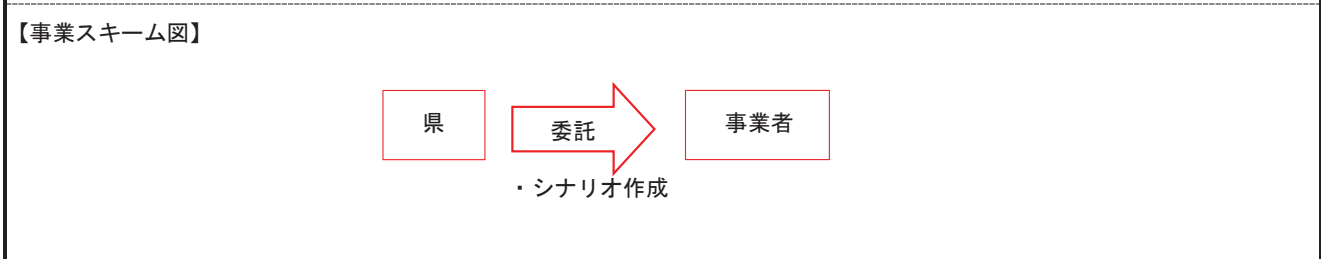 【事業スキーム図】
県
委託
事業者
・シナリオ作成